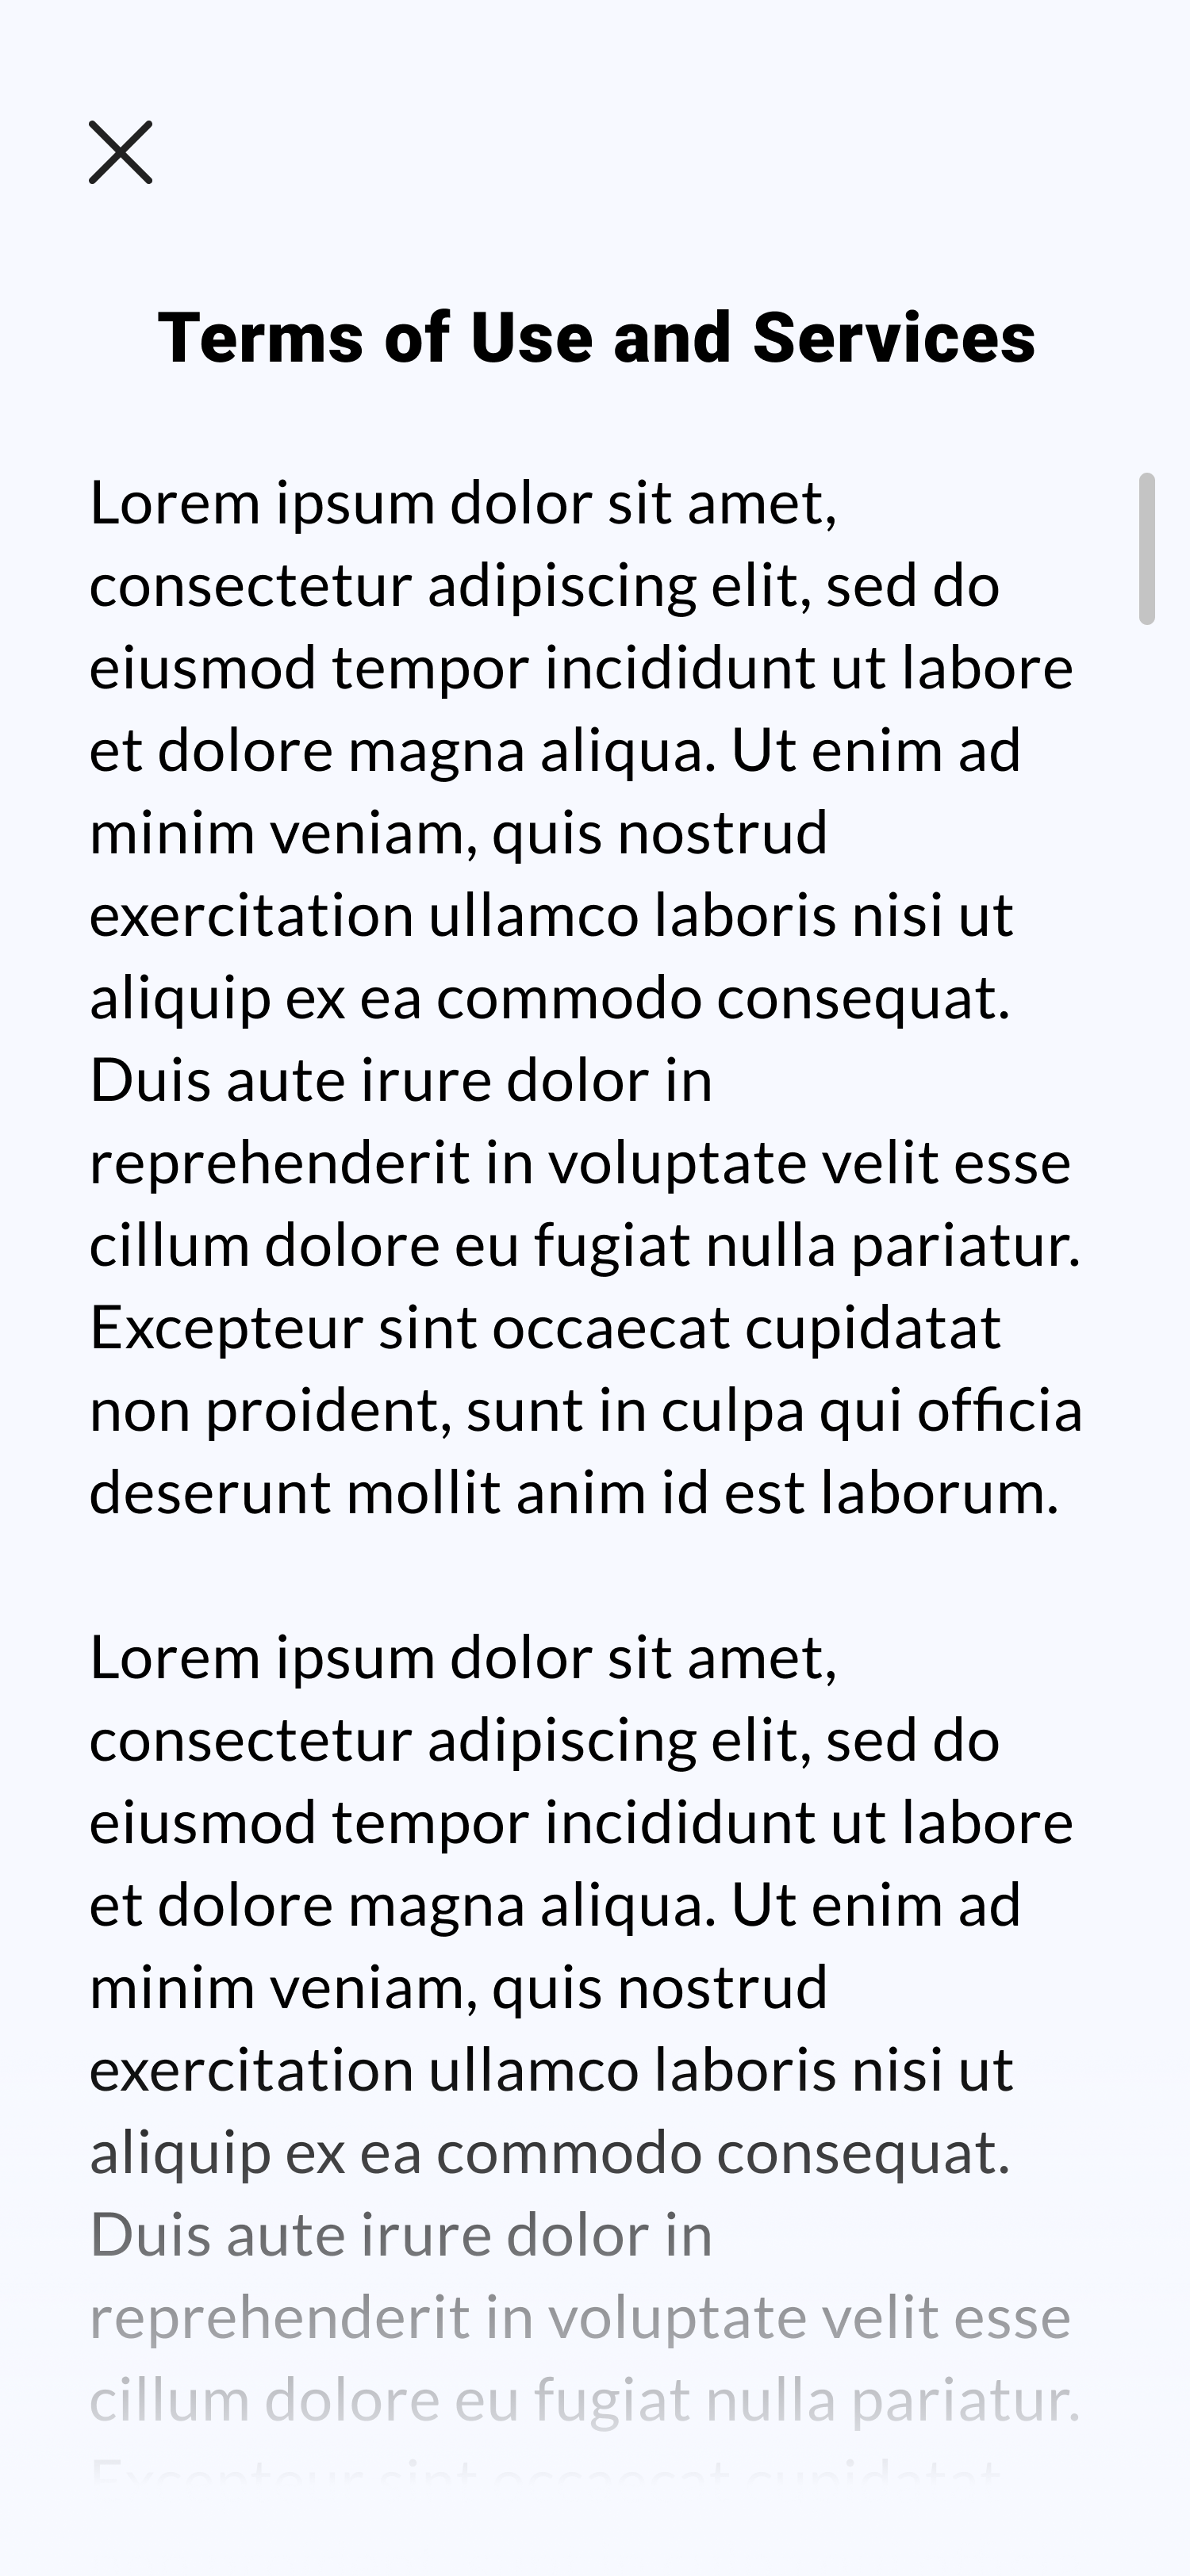 Terms of Use and Services
Lorem ipsum dolor sit amet,
consectetur adipiscing elit, sed do
eiusmod tempor incididunt ut labore
et dolore magna aliqua. Ut enim ad
minim veniam, quis nostrud
exercitation ullamco laboris nisi ut
aliquip ex ea commodo consequat.
Duis aute irure dolor in
reprehenderit in voluptate velit esse
cillum dolore eu fugiat nulla pariatur.
Excepteur sint occaecat cupidatat
non proident, sunt in culpa qui officia
deserunt mollit anim id est laborum.
Lorem ipsum dolor sit amet,
consectetur adipiscing elit, sed do
eiusmod tempor incididunt ut labore
et dolore magna aliqua. Ut enim ad
minim veniam, quis nostrud
exercitation ullamco laboris nisi ut
aliquip ex ea commodo consequat.
Duis aute irure dolor in
reprehenderit in voluptate velit esse
cillum dolore eu fugiat nulla pariatur.
Excepteur sint occaecat cupidatat